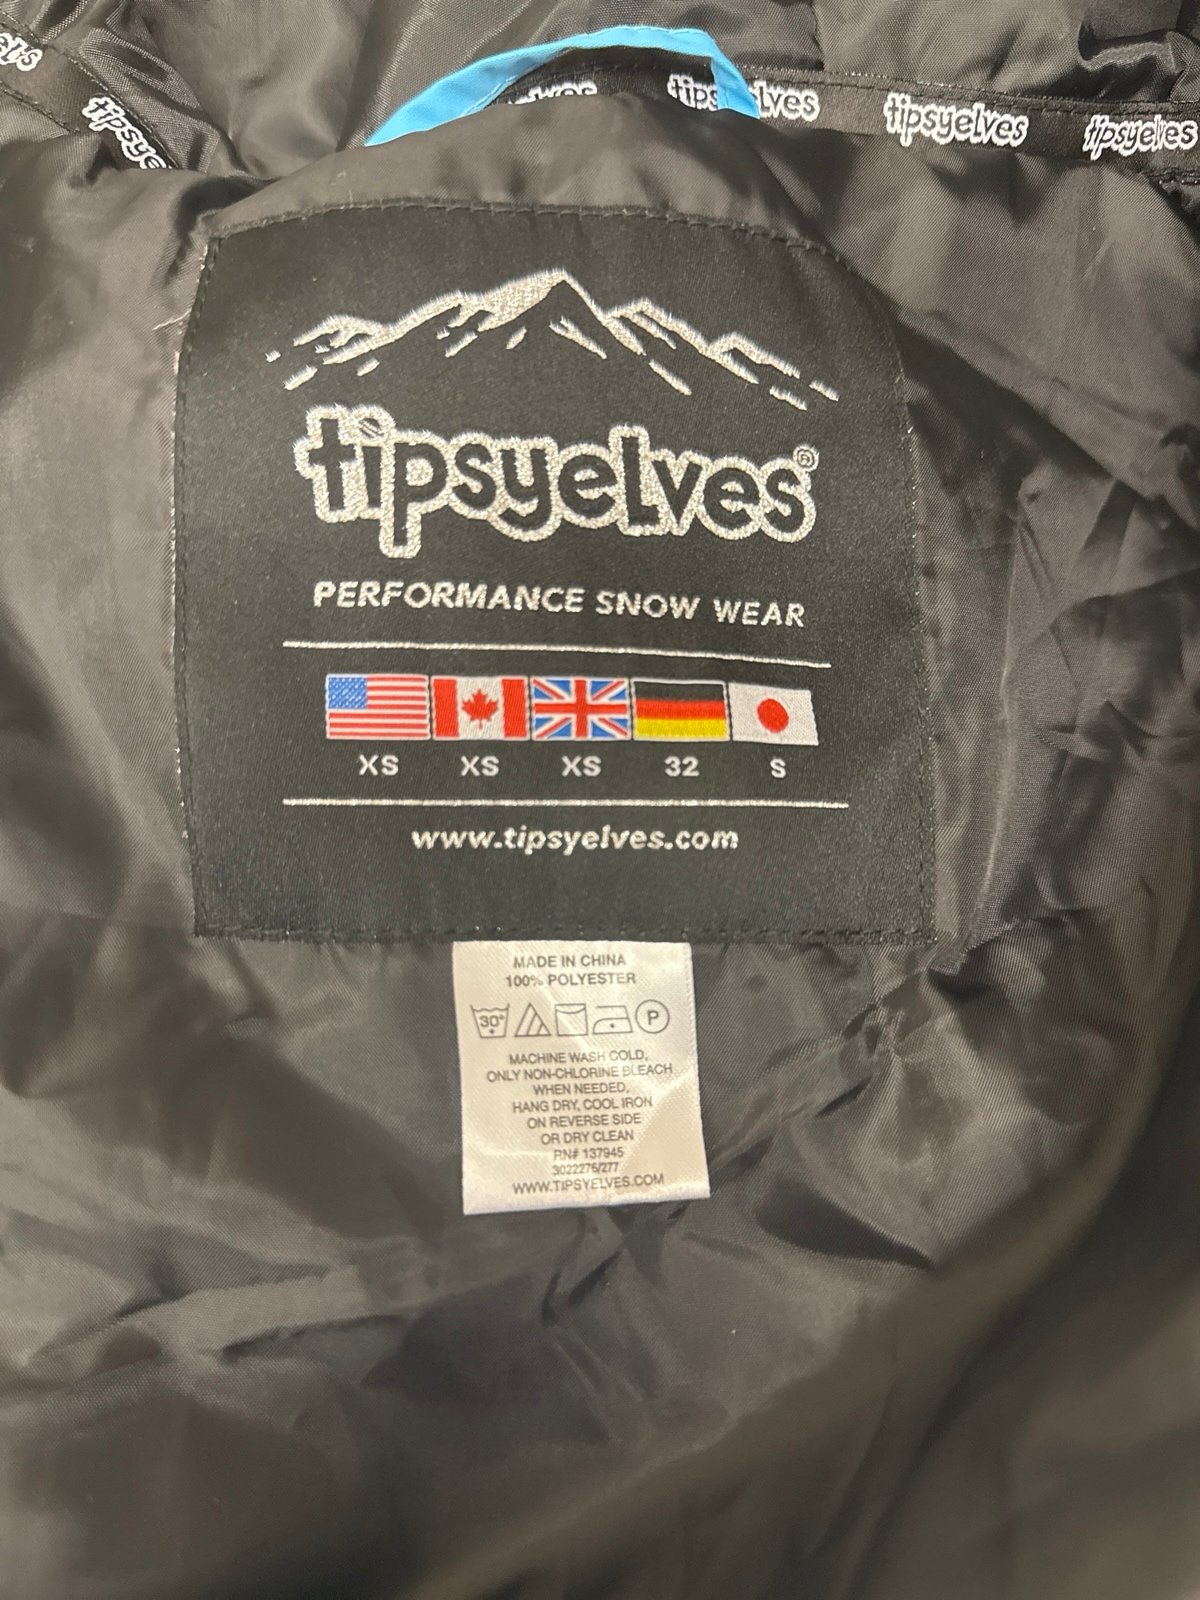 tipsyelves tipsyelves tipsyelves
tipsye
tipsyelves®
PERFORMANCE SNOW WEAR
XS XS XS 32 S
www.tipsyelves.com
MADE IN CHINA
100% POLYESTER
30° P
MACHINE WASH COLD,
ONLY NON-CHLORINE BLEACH
WHEN NEEDED,
HANG DRY, COOL IRON
ON REVERSE SIDE
OR DRY CLEAN
RN# 137945
3022276/277
WWW.TIPSYELVES.COM